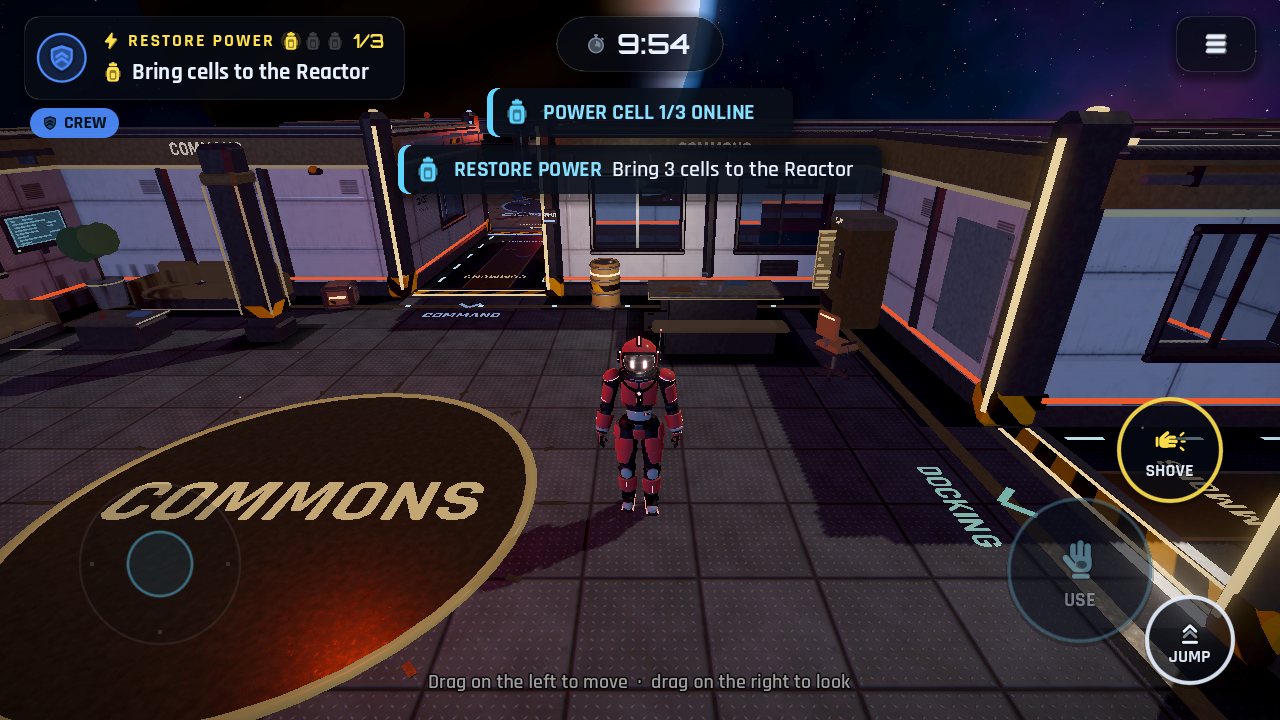 RESTORE POWER 1/3
Bring cells to the Reactor
CREW
9:54
POWER CELL 1/3 ONLINE
RESTORE POWER Bring 3 cells to the Reactor
COMMAND
COMMONS
DOCKING
SHOVE
USE
JUMP
Drag on the left to move · drag on the right to look